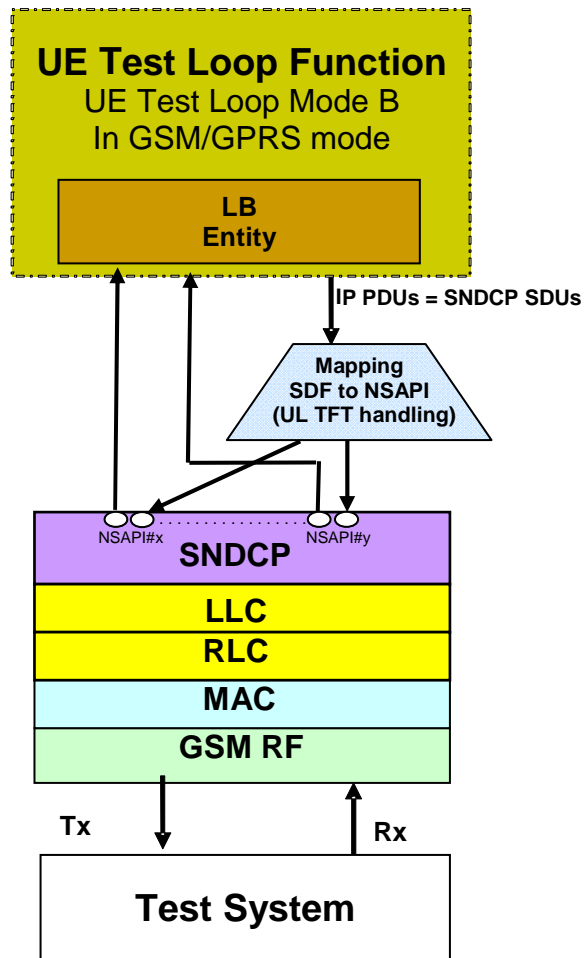 UE Test Loop Function
UE Test Loop Mode B
In GSM/GPRS mode
LB
Entity
IP PDUs = SNDCP SDUs
Mapping
SDF to NSAPI
(UL TFT handling)
NSAPI#x
NSAPI#y
SNDCP
LLC
RLC
MAC
GSM RF
Tx
Rx
Test System